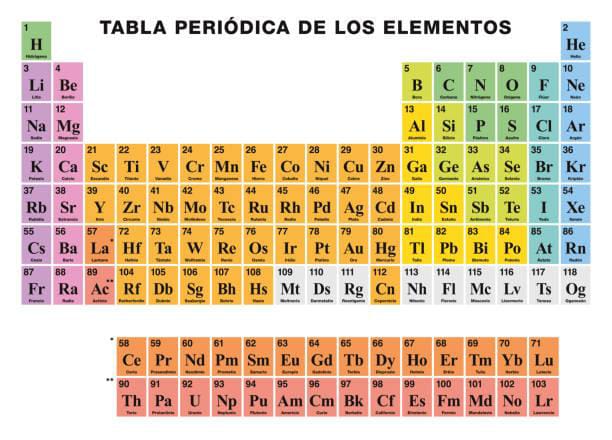 TABLA PERIÓDICA DE LOS ELEMENTOS
1 2
H He
Hidrógeno Helio
3 4 5 6 7 8 9 10
Li Be B C N O F Ne
Litio Berilio Boro Carbono Nitrógeno Oxígeno Flúor Neón
11 12 13 14 15 16 17 18
Na Mg Al Si P S Cl Ar
Sodio Magnesio Aluminio Silicio Fósforo Azufre Cloro Argón
19 20 21 22 23 24 25 26 27 28 29 30 31 32 33 34 35 36
K Ca Sc Ti V Cr Mn Fe Co Ni Cu Zn Ga Ge As Se Br Kr
Potasio Calcio Escandio Titanio Vanadio Cromo Manganeso Hierro Cobalto Níquel Cobre Zinc Galio Germanio Arsénico Selenio Bromo Kriptón
37 38 39 40 41 42 43 44 45 46 47 48 49 50 51 52 53 54
Rb Sr Y Zr Nb Mo Tc Ru Rh Pd Ag Cd In Sn Sb Te I Xe
Rubidio Estroncio Itrio Circonio Niobio Molibdeno Tecnecio Rutenio Rodio Paladio Plata Cadmio Indio Estaño Antimonio Telurio Yodo Xenón
55 56 57 72 73 74 75 76 77 78 79 80 81 82 83 84 85 86
Cs Ba La* Hf Ta W Re Os Ir Pt Au Hg Tl Pb Bi Po At Rn
Cesio Bario Lantano Hafnio Renio Osmio Iridio Platino Oro Mercurio Talio Plomo Bismuto Polonio Radón
87 88 89 104 105 106 107 108 109 110 111 112 113 114 115 116 117 118
Fr Ra Ac** Rf Db Sg Bh Hs Mt Ds Rg Cn Nh Fl Mc Lv Ts Og
Francio Radio Actinio Rutherfordio Dubnio Seaborgio Bohrio Hassio Meitnerio Darmstadtio Roentgenio Copernicio Nihonio Flerovio Moscovio Livermorio Oganesón
* 58 59 60 61 62 63 64 65 66 67 68 69 70 71
Ce Pr Nd Pm Sm Eu Gd Tb Dy Ho Er Tm Yb Lu
Cerio Praseodimio Neodimio Prometio Samario Europio Gadolinio Terbio Disprosio Holmio Erbio Tulio Iterbio Lutecio
** 90 91 92 93 94 95 96 97 98 99 100 101 102 103
Th Pa U Np Pu Am Cm Bk Cf Es Fm Md No Lr
Torio Protactinio Uranio Neptunio Plutonio Americio Curio Berkelio Californio Einstenio Fermio Mendelevio Nobelio Lawrencio